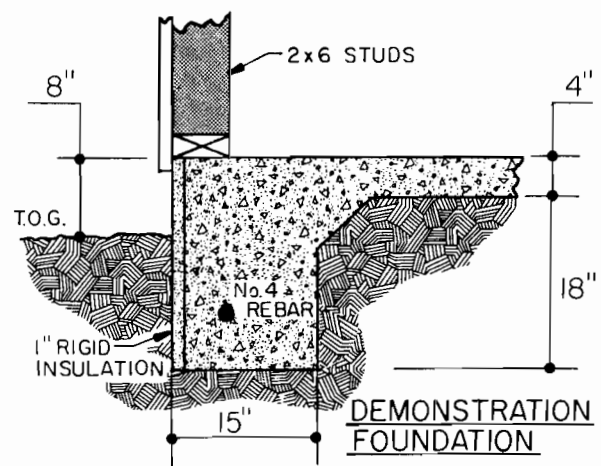 2x6 STUDS
8"
4"
T.O.G.
No.4
REBAR
18"
1" RIGID
INSULATION
15"
DEMONSTRATION
FOUNDATION